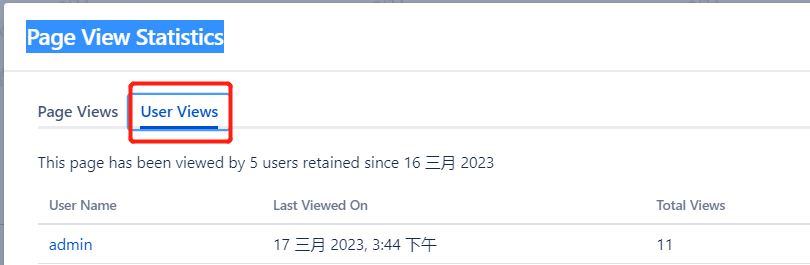 Page View Statistics
Page Views User Views
This page has been viewed by 5 users retained since 16 三月 2023
User Name Last Viewed On Total Views
admin 17 三月 2023, 3:44 下午 11